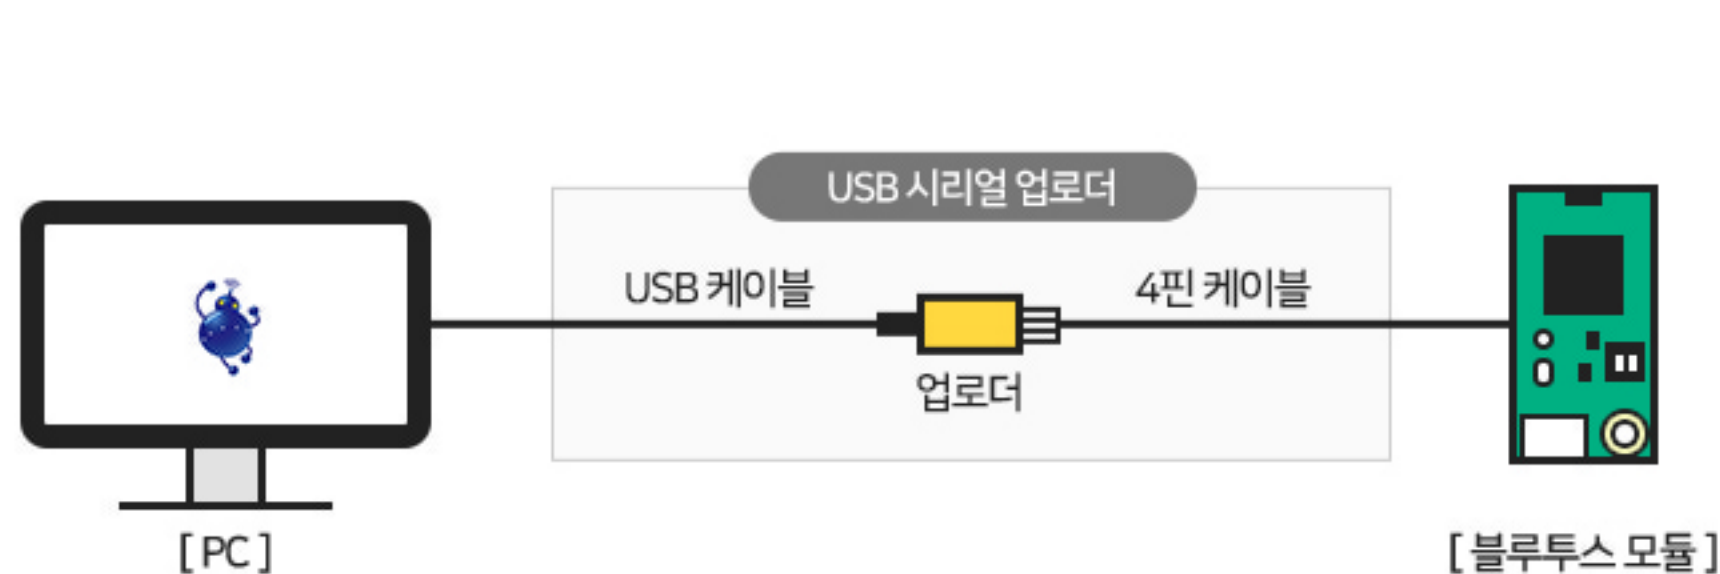 USB 시리얼 업로더
USB 케이블
4핀 케이블
업로더
[ PC ]
[ 블루투스 모듈 ]